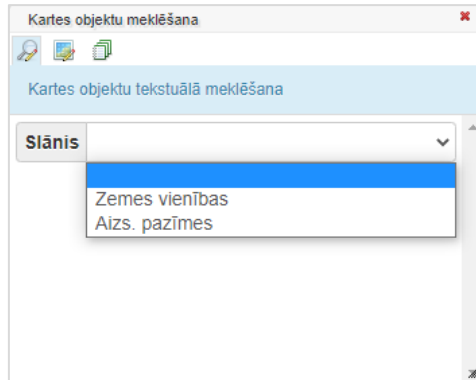 Kartes objektu meklēšana
Kartes objektu tekstuālā meklēšana
Slānis
Zemes vienības
Aizs. pazīmes